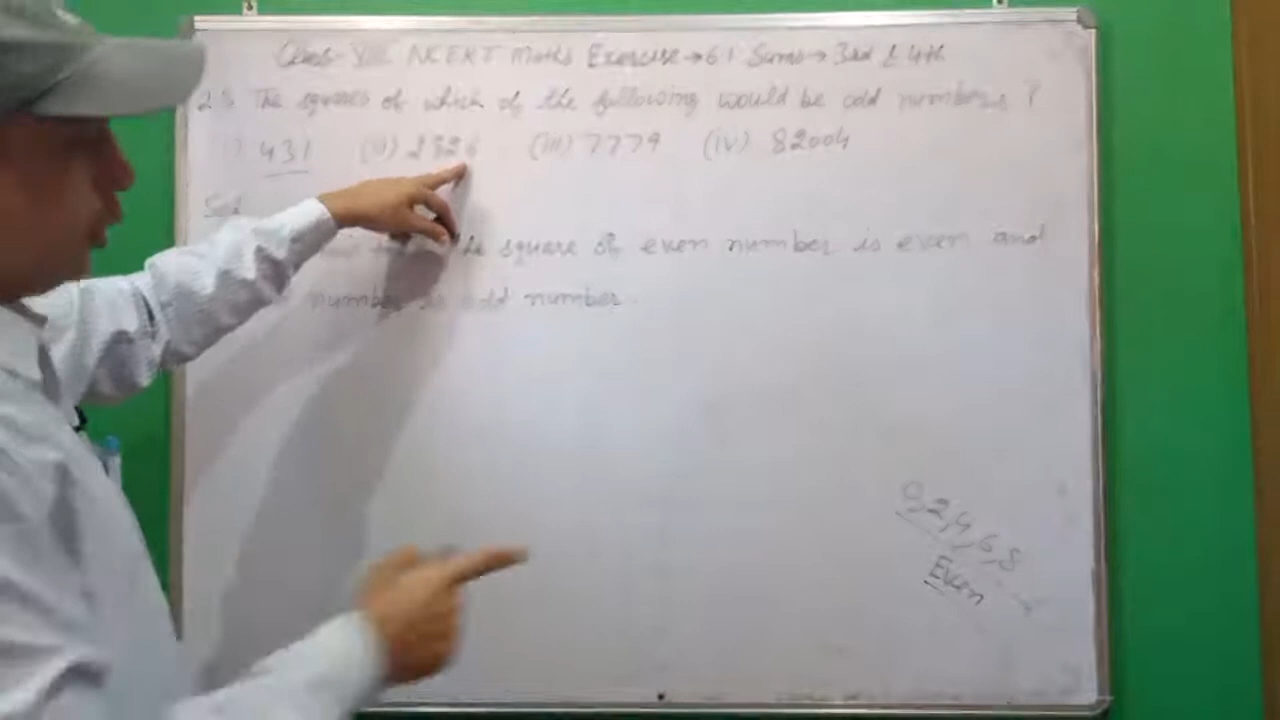 Class- VIII NCERT Maths Exercise→6.1 Sums→3rd & 4th
2.) The squares of which of the following would be odd numbers ?
431 (ii) 2826 (iii) 7779 (iv) 82004
Sol
the square of even number is even and
number is odd number.
0,2,4,6,8
Even